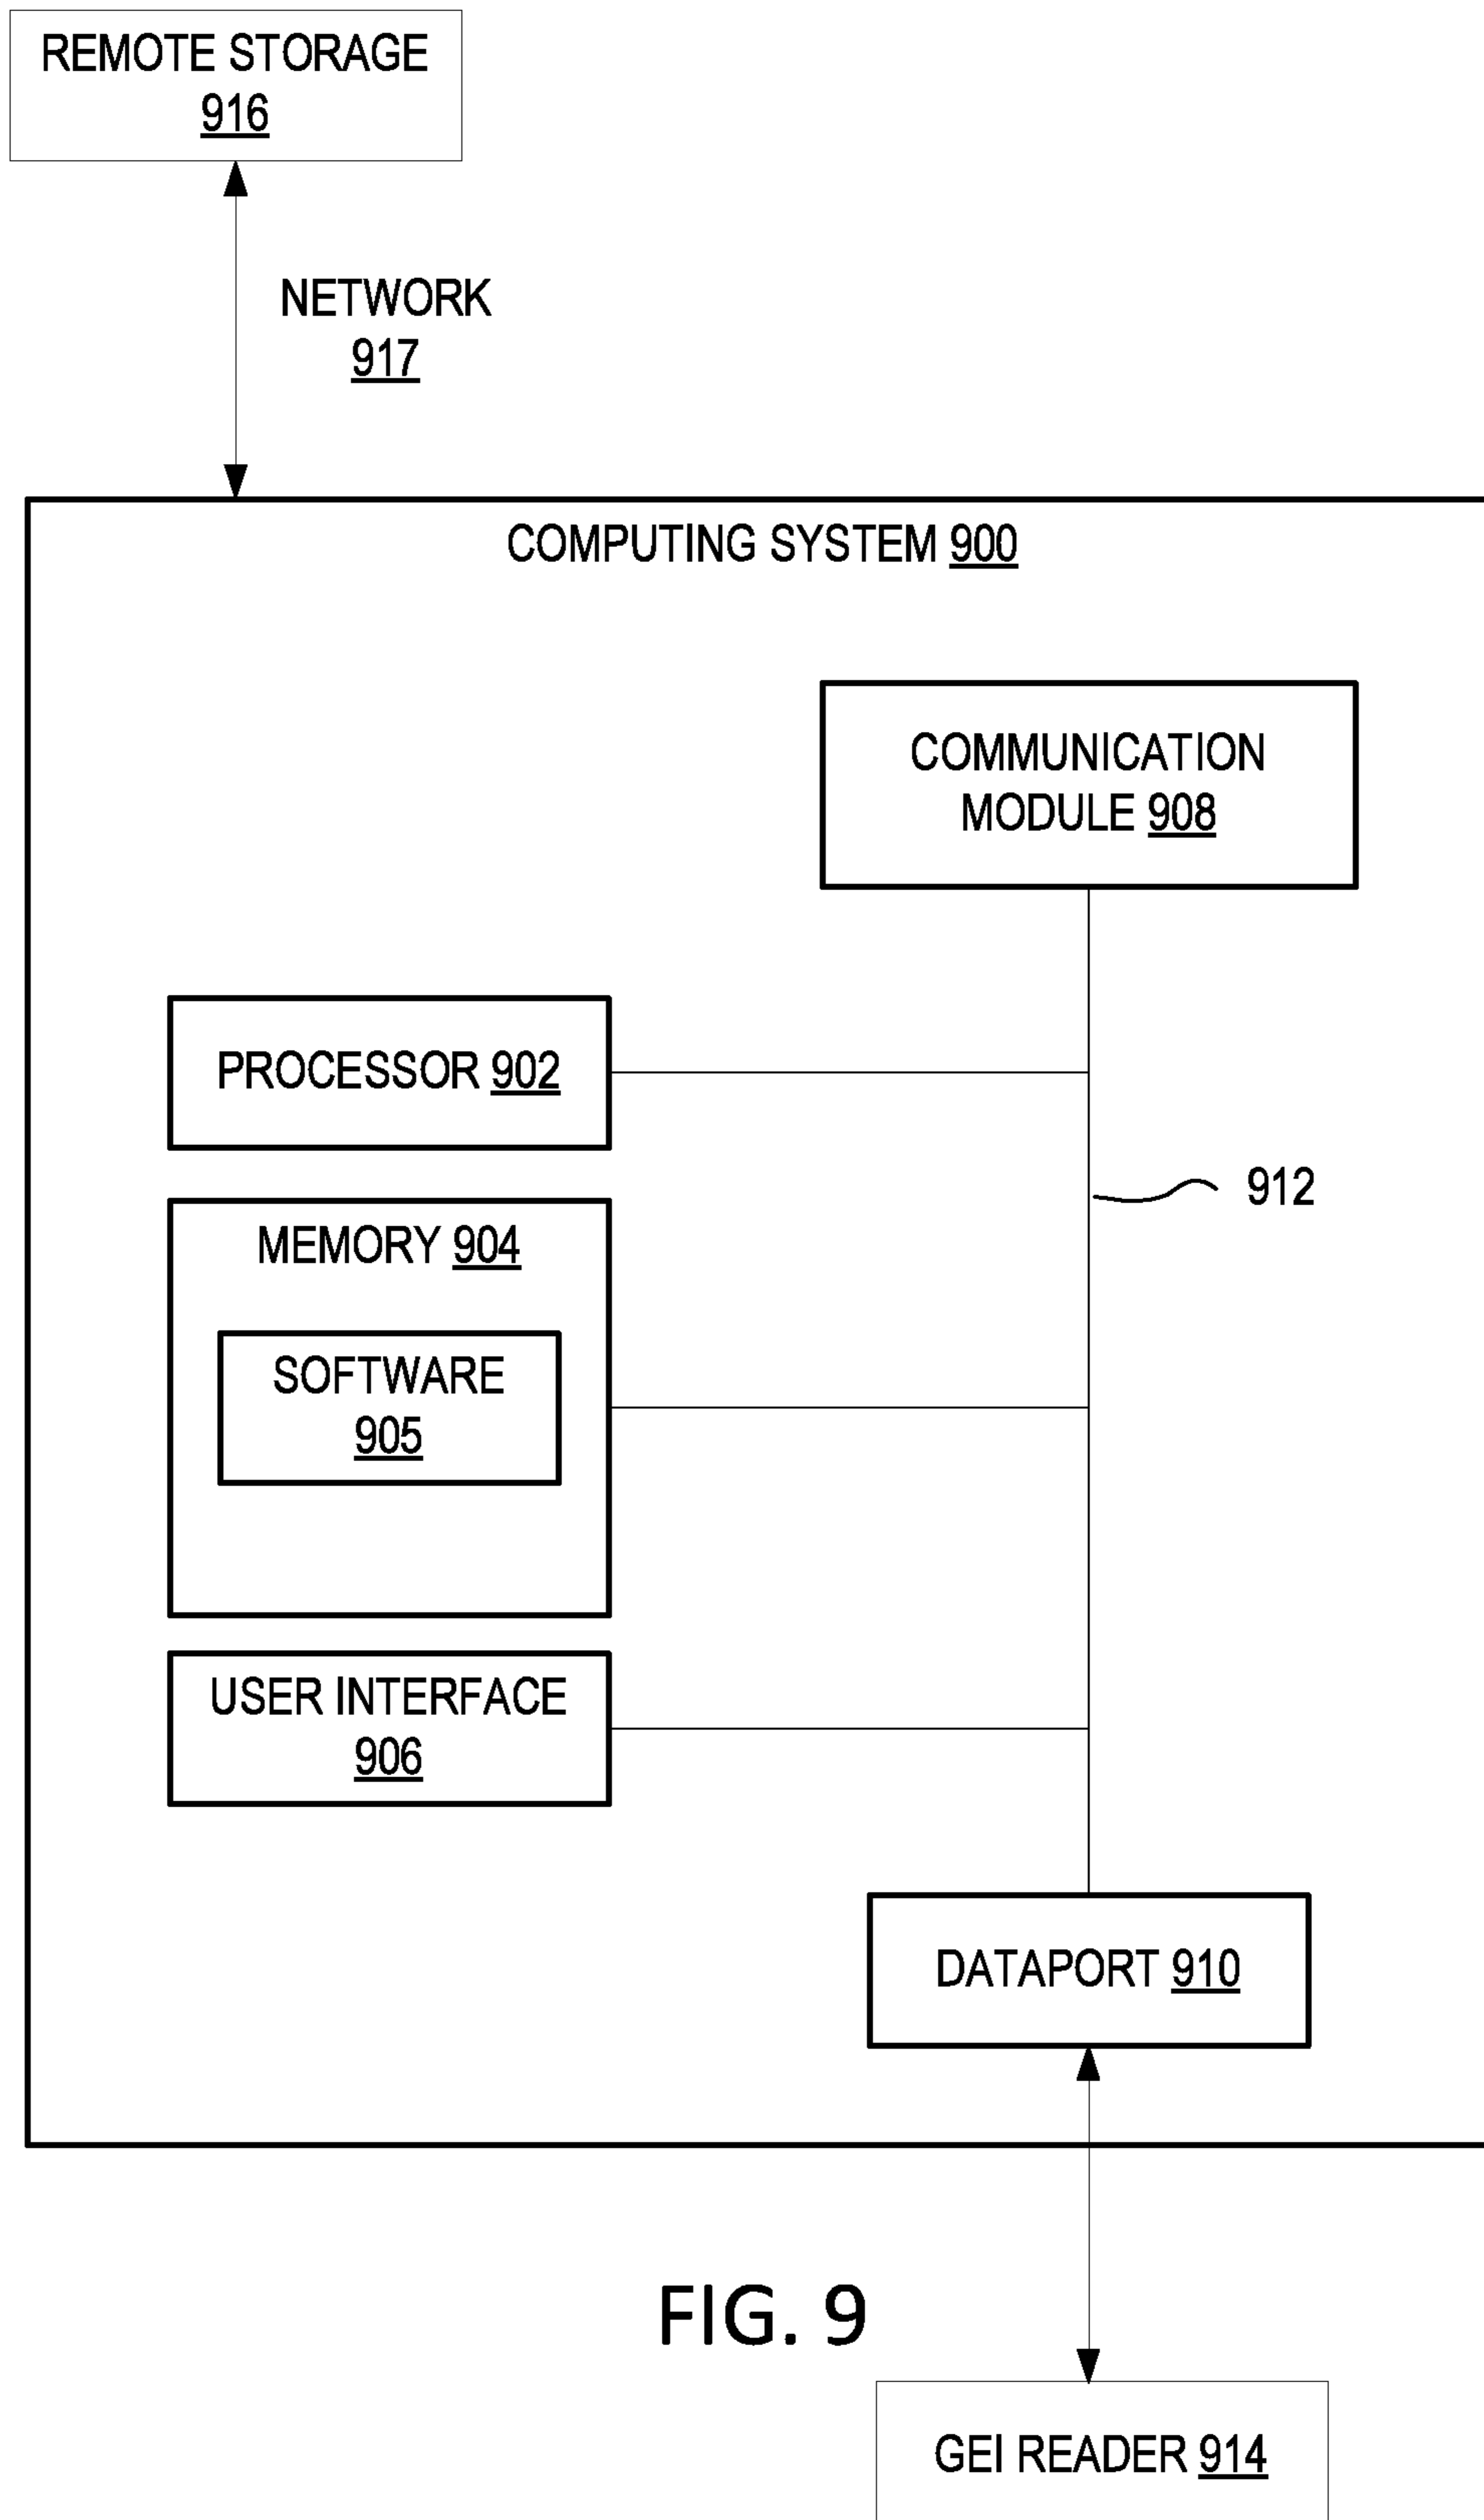 REMOTE STORAGE
916
NETWORK
917
COMPUTING SYSTEM 900
COMMUNICATION
MODULE 908
PROCESSOR 902
912
MEMORY 904
SOFTWARE
905
USER INTERFACE
906
DATAPORT 910
FIG. 9
GEI READER 914